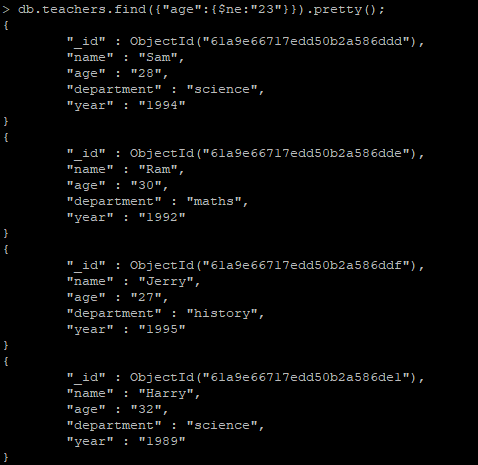 > db.teachers.find({"age":{$ne:"23"}}).pretty();
{
        "_id" : ObjectId("61a9e66717edd50b2a586ddd"),
        "name" : "Sam",
        "age" : "28",
        "department" : "science",
        "year" : "1994"
}
{
        "_id" : ObjectId("61a9e66717edd50b2a586dde"),
        "name" : "Ram",
        "age" : "30",
        "department" : "maths",
        "year" : "1992"
}
{
        "_id" : ObjectId("61a9e66717edd50b2a586ddf"),
        "name" : "Jerry",
        "age" : "27",
        "department" : "history",
        "year" : "1995"
}
{
        "_id" : ObjectId("61a9e66717edd50b2a586de1"),
        "name" : "Harry",
        "age" : "32",
        "department" : "science",
        "year" : "1989"
}